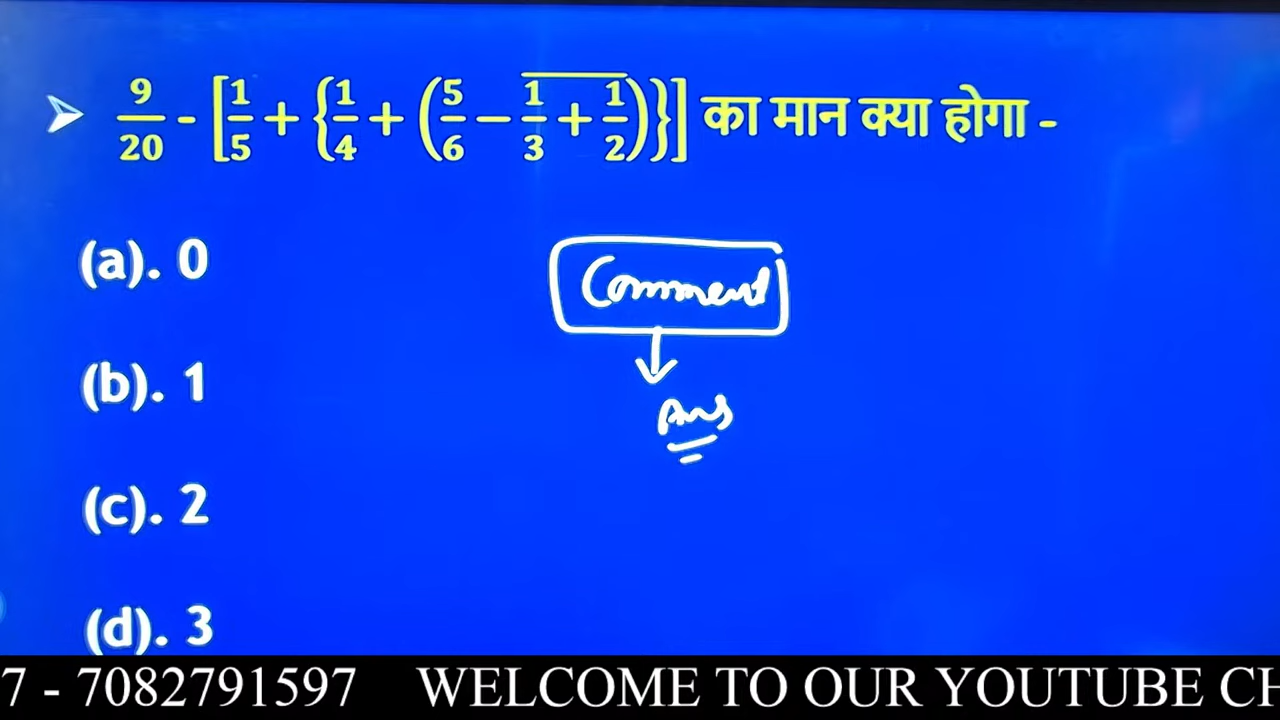 ➢ 9/20 - [1/5 + {1/4 + (5/6 − \overline{1/3 + 1/2})}] का मान क्या होगा -
(a). 0
Comment
(b). 1
Ans
(c). 2
(d). 3
7 - 7082791597 WELCOME TO OUR YOUTUBE CH